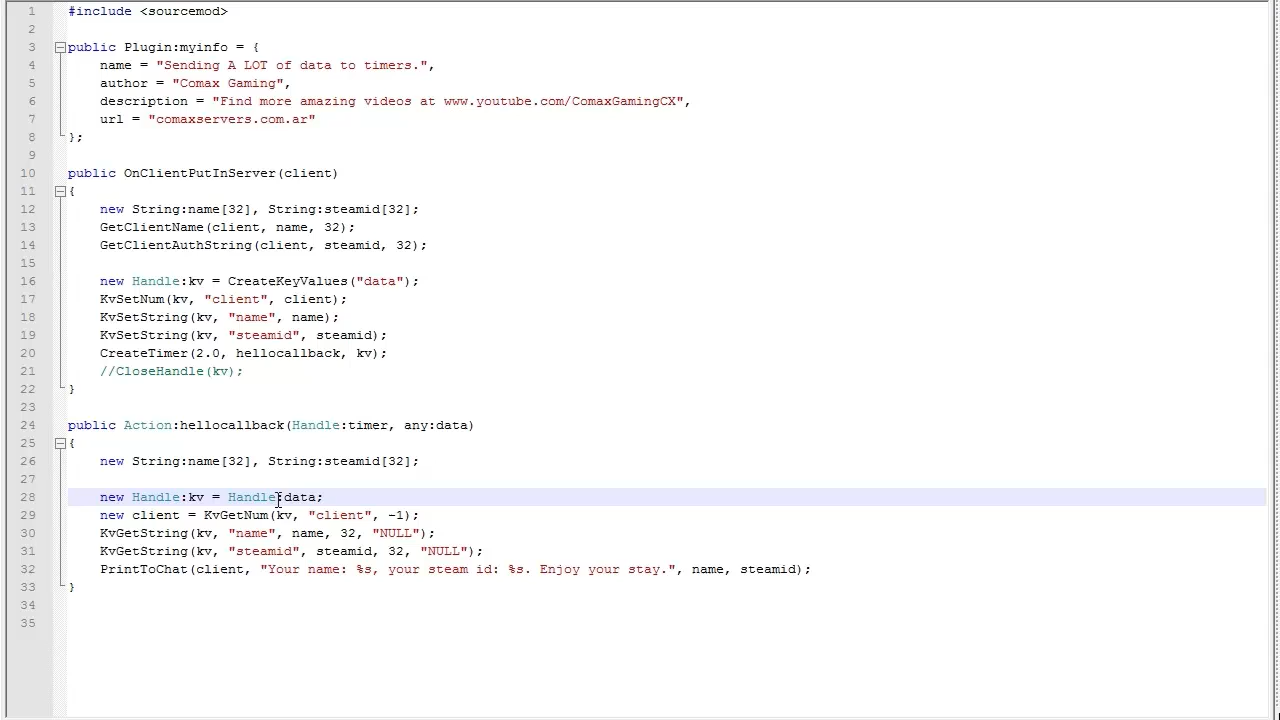 1 #include <sourcemod>
2
3 public Plugin:myinfo = {
4 name = "Sending A LOT of data to timers.",
5 author = "Comax Gaming",
6 description = "Find more amazing videos at www.youtube.com/ComaxGamingCX",
7 url = "comaxservers.com.ar"
8 };
9
10 public OnClientPutInServer(client)
11 {
12 new String:name[32], String:steamid[32];
13 GetClientName(client, name, 32);
14 GetClientAuthString(client, steamid, 32);
15
16 new Handle:kv = CreateKeyValues("data");
17 KvSetNum(kv, "client", client);
18 KvSetString(kv, "name", name);
19 KvSetString(kv, "steamid", steamid);
20 CreateTimer(2.0, hellocallback, kv);
21 //CloseHandle(kv);
22 }
23
24 public Action:hellocallback(Handle:timer, any:data)
25 {
26 new String:name[32], String:steamid[32];
27
28 new Handle:kv = Handle:data;
29 new client = KvGetNum(kv, "client", -1);
30 KvGetString(kv, "name", name, 32, "NULL");
31 KvGetString(kv, "steamid", steamid, 32, "NULL");
32 PrintToChat(client, "Your name: %s, your steam id: %s. Enjoy your stay.", name, steamid);
33 }
34
35